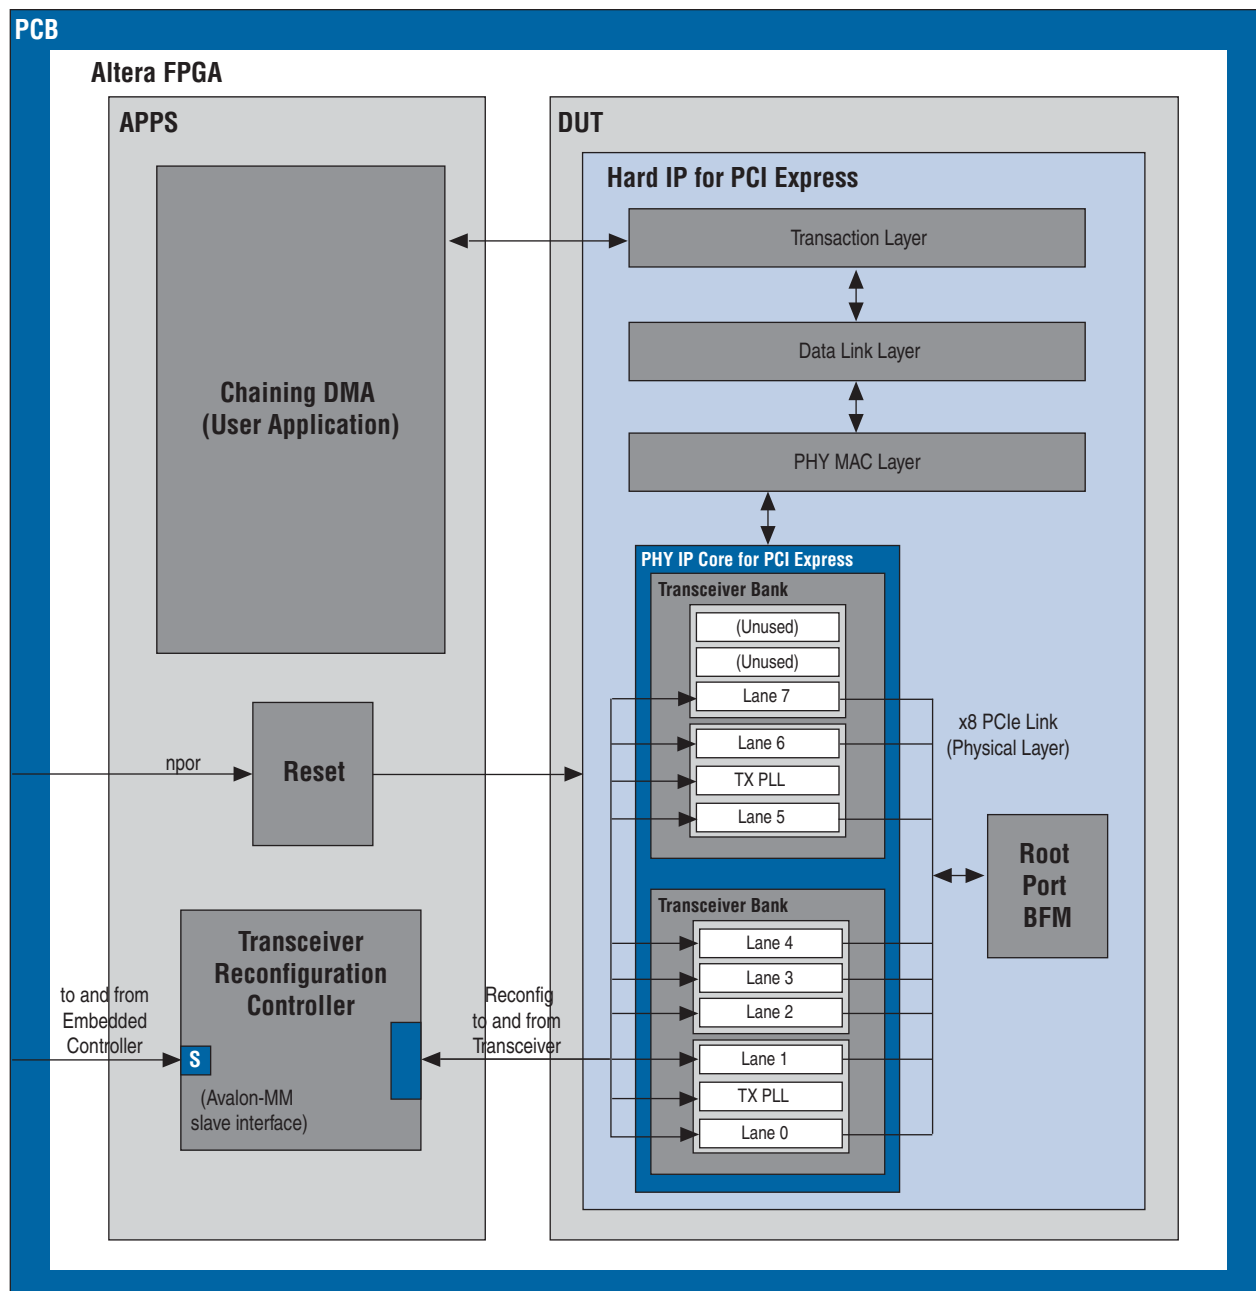 PCB
Altera FPGA
APPS
Chaining DMA
(User Application)
npor
Reset
Transceiver
Reconfiguration
Controller
to and from
Embedded
Controller
S
(Avalon-MM
slave interface)
Reconfig
to and from
Transceiver
DUT
Hard IP for PCI Express
Transaction Layer
Data Link Layer
PHY MAC Layer
PHY IP Core for PCI Express
Transceiver Bank
(Unused)
(Unused)
Lane 7
Lane 6
TX PLL
Lane 5
Transceiver Bank
Lane 4
Lane 3
Lane 2
Lane 1
TX PLL
Lane 0
x8 PCIe Link
(Physical Layer)
Root
Port
BFM